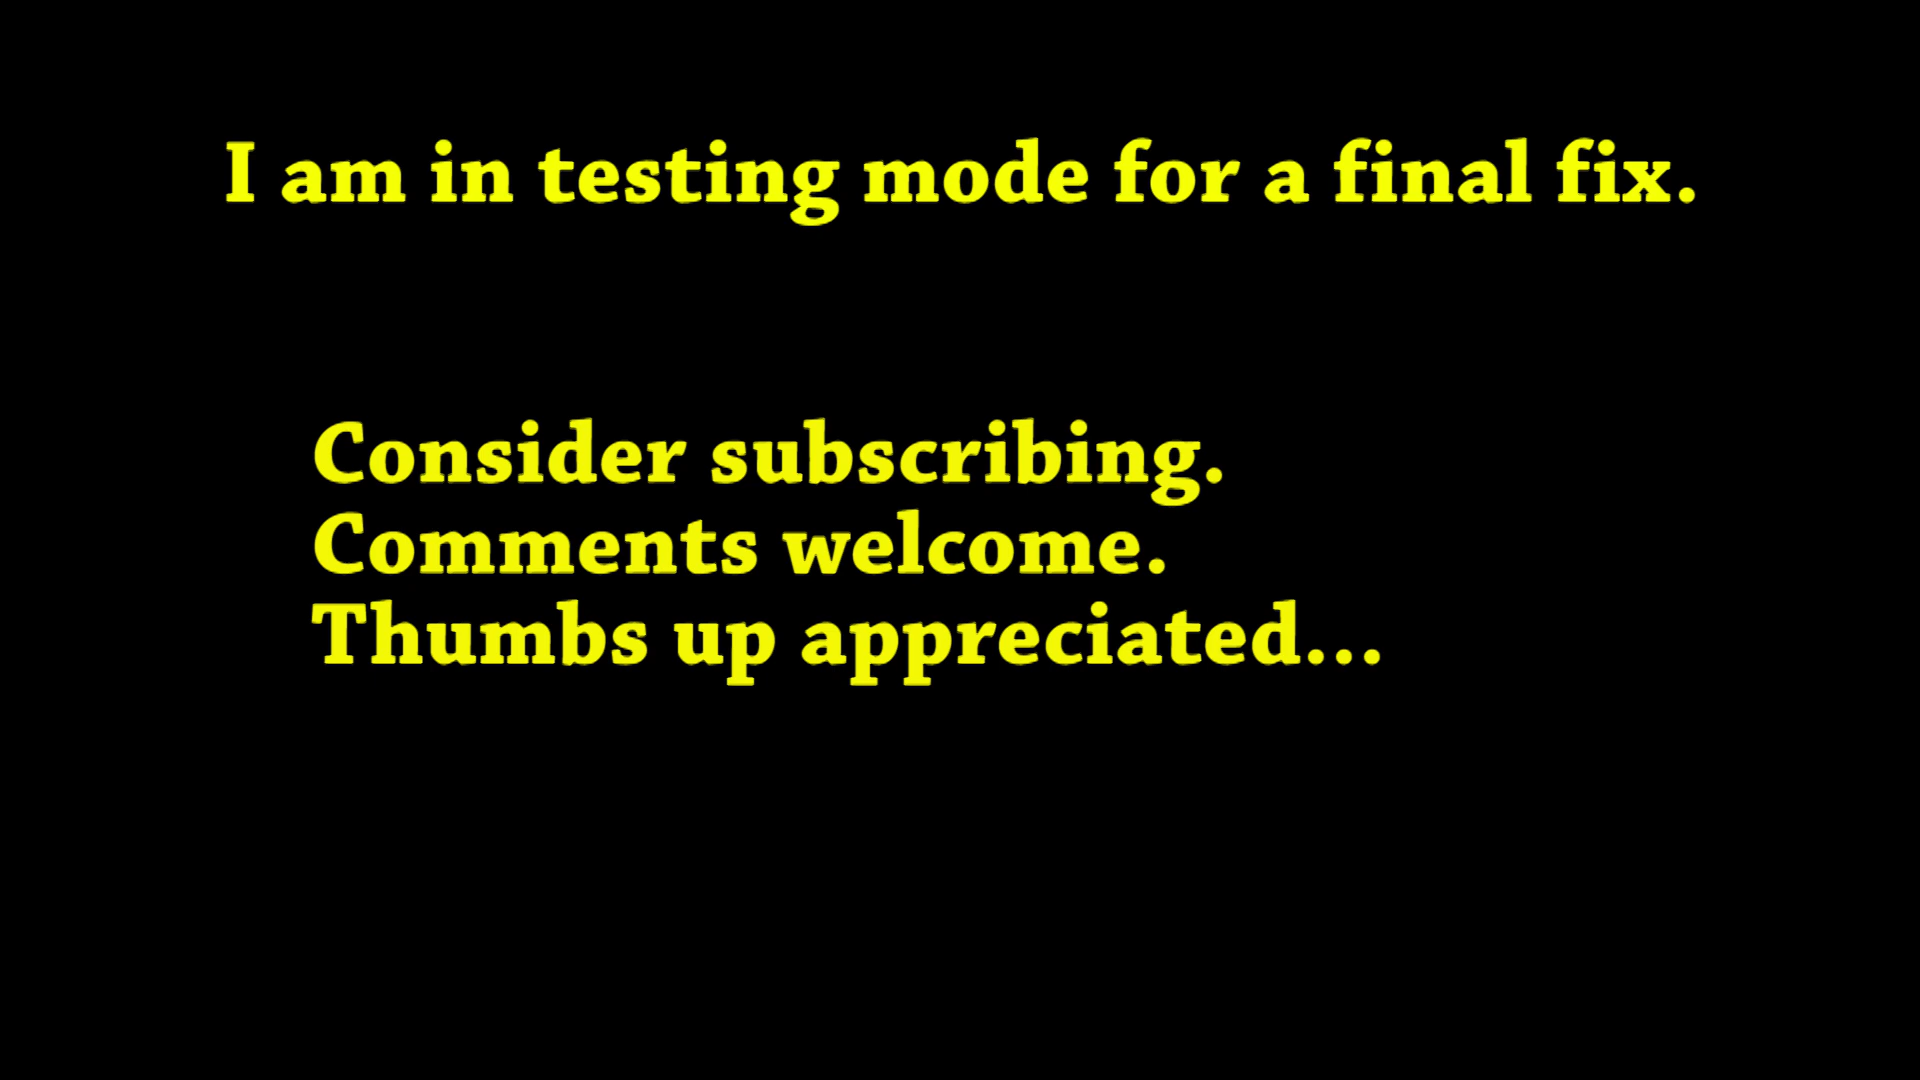 I am in testing mode for a final fix.
Consider subscribing.
Comments welcome.
Thumbs up appreciated...